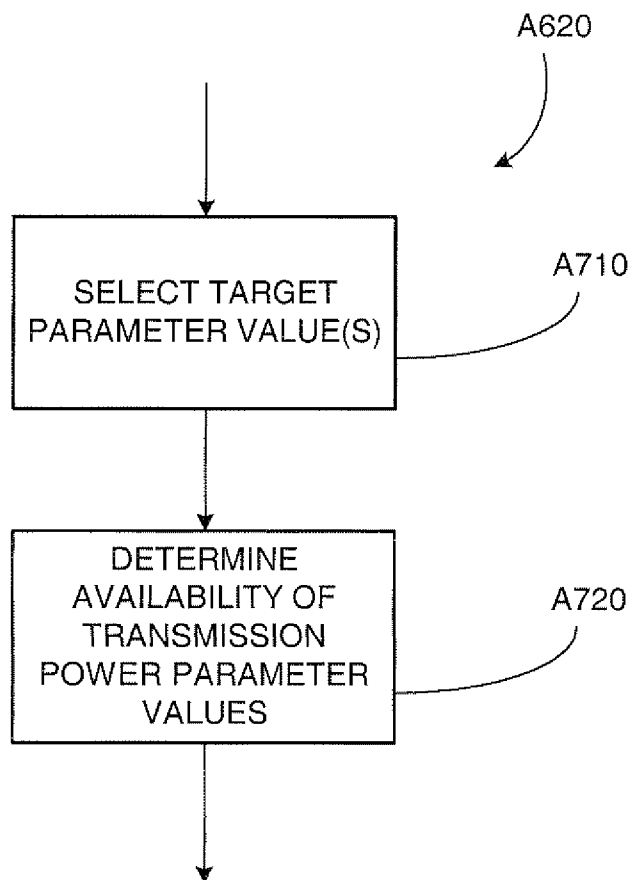 A620
SELECT TARGET
PARAMETER VALUE(S)
A710
DETERMINE
AVAILABILITY OF
TRANSMISSION
POWER PARAMETER
VALUES
A720